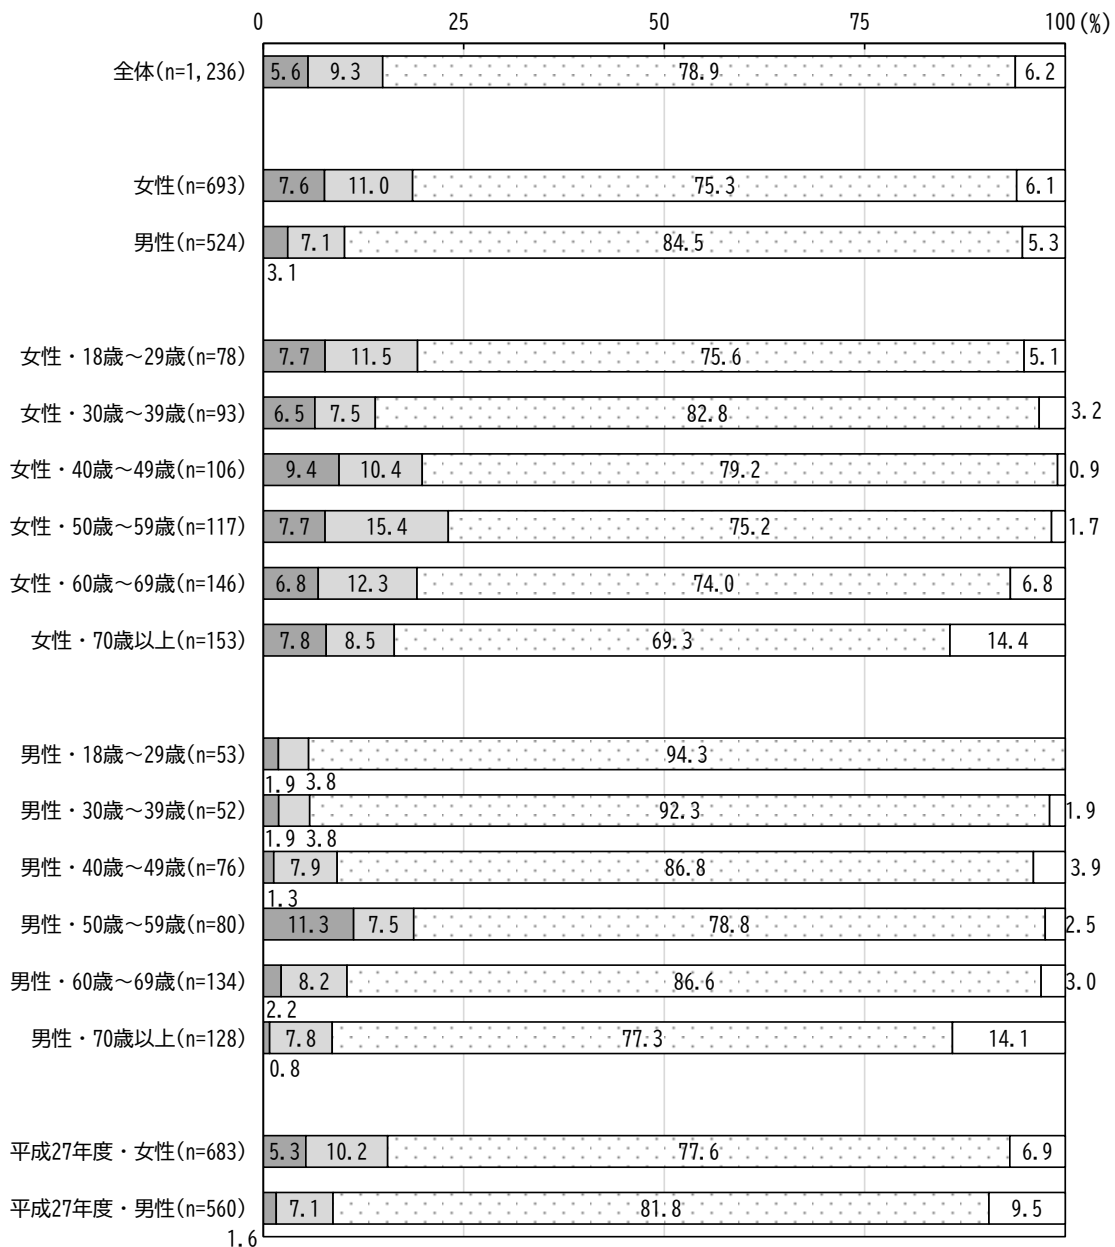 0 25 50 75 100 (%)
全体(n=1,236) 5.6 9.3 78.9 6.2
女性(n=693) 7.6 11.0 75.3 6.1
男性(n=524) 7.1 84.5 5.3
3.1
女性・18歳～29歳(n=78) 7.7 11.5 75.6 5.1
女性・30歳～39歳(n=93) 6.5 7.5 82.8 3.2
女性・40歳～49歳(n=106) 9.4 10.4 79.2 0.9
女性・50歳～59歳(n=117) 7.7 15.4 75.2 1.7
女性・60歳～69歳(n=146) 6.8 12.3 74.0 6.8
女性・70歳以上(n=153) 7.8 8.5 69.3 14.4
男性・18歳～29歳(n=53) 94.3
1.9 3.8
男性・30歳～39歳(n=52) 92.3 1.9
1.9 3.8
男性・40歳～49歳(n=76) 7.9 86.8 3.9
1.3
男性・50歳～59歳(n=80) 11.3 7.5 78.8 2.5
男性・60歳～69歳(n=134) 8.2 86.6 3.0
2.2
男性・70歳以上(n=128) 7.8 77.3 14.1
0.8
平成27年度・女性(n=683) 5.3 10.2 77.6 6.9
平成27年度・男性(n=560) 7.1 81.8 9.5
1.6